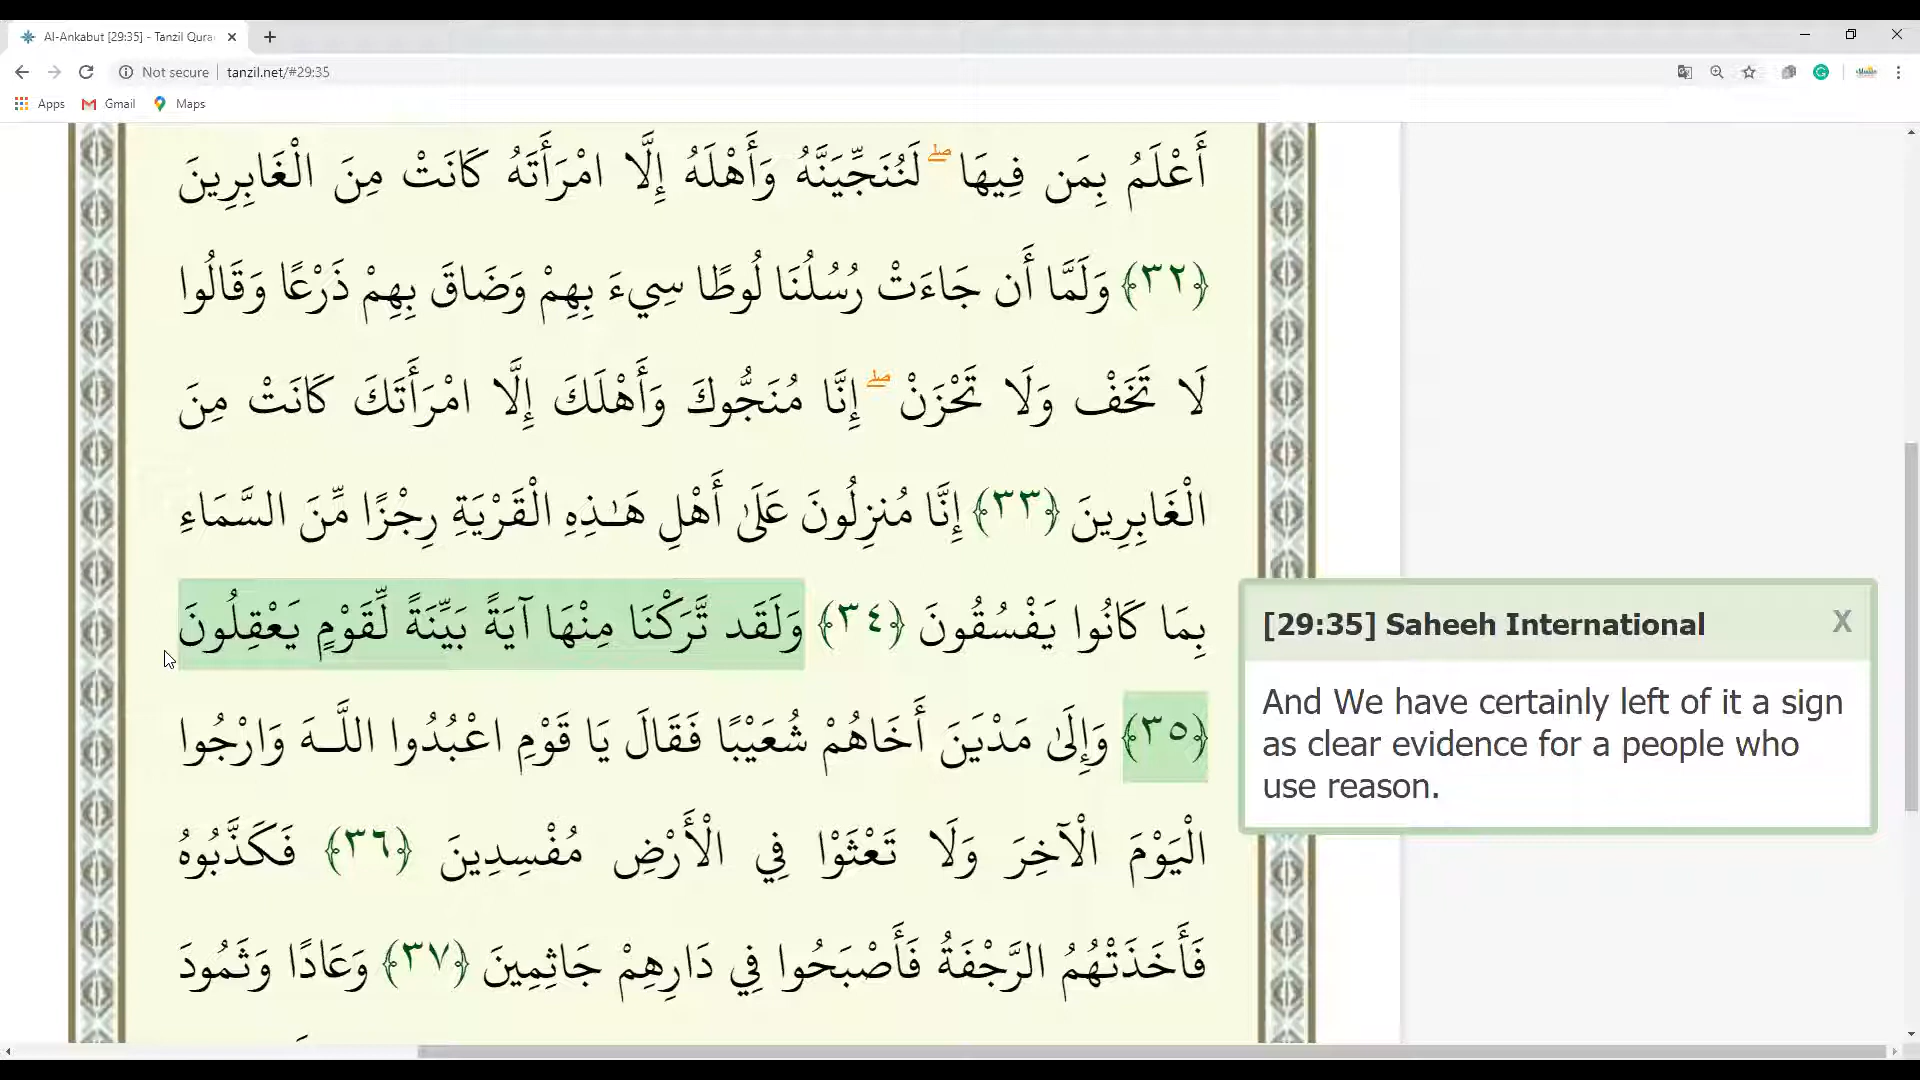 Al-Ankabut [29:35] - Tanzil Qura
Not secure
tanzil.net/#29:35
Apps Gmail Maps
أَعْلَمُ بِمَن فِيهَا ۖ لَنُنَجِّيَنَّهُ وَأَهْلَهُ إِلَّا امْرَأَتَهُ كَانَتْ مِنَ الْغَابِرِينَ
﴿٣٢﴾ وَلَمَّا أَن جَاءَتْ رُسُلُنَا لُوطًا سِيءَ بِهِمْ وَضَاقَ بِهِمْ ذَرْعًا وَقَالُوا
لَا تَخَفْ وَلَا تَحْزَنْ ۖ إِنَّا مُنَجُّوكَ وَأَهْلَكَ إِلَّا امْرَأَتَكَ كَانَتْ مِنَ
الْغَابِرِينَ ﴿٣٣﴾ إِنَّا مُنزِلُونَ عَلَىٰ أَهْلِ هَـٰذِهِ الْقَرْيَةِ رِجْزًا مِّنَ السَّمَاءِ
بِمَا كَانُوا يَفْسُقُونَ ﴿٣٤﴾ وَلَقَد تَّرَكْنَا مِنْهَا آيَةً بَيِّنَةً لِّقَوْمٍ يَعْقِلُونَ
﴿٣٥﴾ وَإِلَىٰ مَدْيَنَ أَخَاهُمْ شُعَيْبًا فَقَالَ يَا قَوْمِ اعْبُدُوا اللَّـهَ وَارْجُوا
الْيَوْمَ الْآخِرَ وَلَا تَعْثَوْا فِي الْأَرْضِ مُفْسِدِينَ ﴿٣٦﴾ فَكَذَّبُوهُ
فَأَخَذَتْهُمُ الرَّجْفَةُ فَأَصْبَحُوا فِي دَارِهِمْ جَاثِمِينَ ﴿٣٧﴾ وَعَادًا وَثَمُودَ
[29:35] Saheeh International X
And We have certainly left of it a sign
as clear evidence for a people who
use reason.